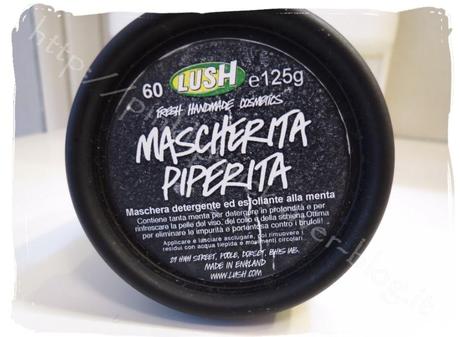 60 LUSH e125g
FRESH HANDMADE COSMETICS
MASCHERITA
PIPERITA
Maschera detergente ed esfoliante alla menta
Contiene tanta menta per detergere in profondità e per
rinfrescare la pelle del viso, del collo e della schiena. Ottima
per eliminare le impurità e portentosa contro i brufoli!
Applicare e lasciare asciugare, poi rimuovere i
residui con acqua tiepida e movimenti circolari.
29 HIGH STREET, POOLE, DORSET, BH15 1AB.
MADE IN ENGLAND
WWW.LUSH.COM